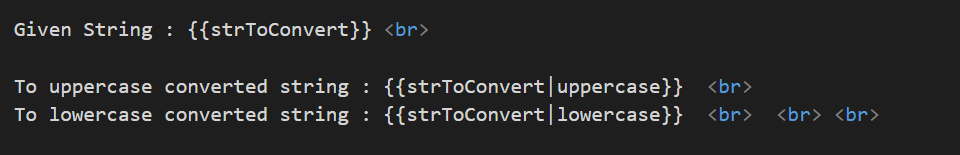 Given String : {{strToConvert}} <br>
To uppercase converted string : {{strToConvert|uppercase}}  <br>
To lowercase converted string : {{strToConvert|lowercase}}  <br>  <br> <br>